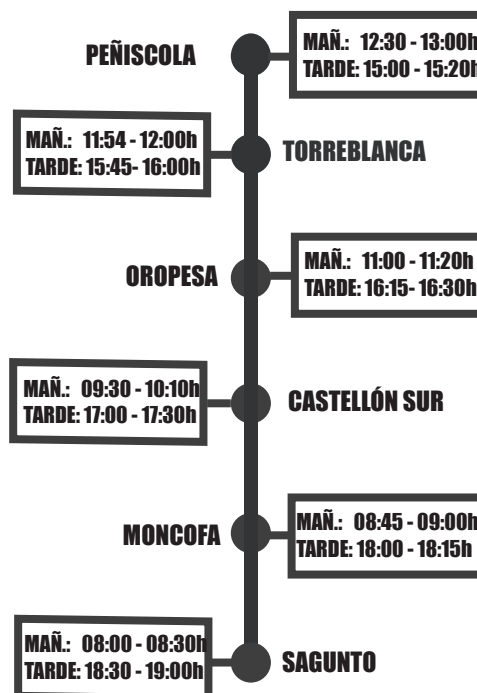 PEÑISCOLA
MAÑ.: 12:30 - 13:00h
TARDE: 15:00 - 15:20h
MAÑ.: 11:54 - 12:00h
TARDE: 15:45- 16:00h
TORREBLANCA
OROPESA
MAÑ.: 11:00 - 11:20h
TARDE: 16:15- 16:30h
MAÑ.: 09:30 - 10:10h
TARDE: 17:00 - 17:30h
CASTELLÓN SUR
MONCOFA
MAÑ.: 08:45 - 09:00h
TARDE: 18:00 - 18:15h
MAÑ.: 08:00 - 08:30h
TARDE: 18:30 - 19:00h
SAGUNTO